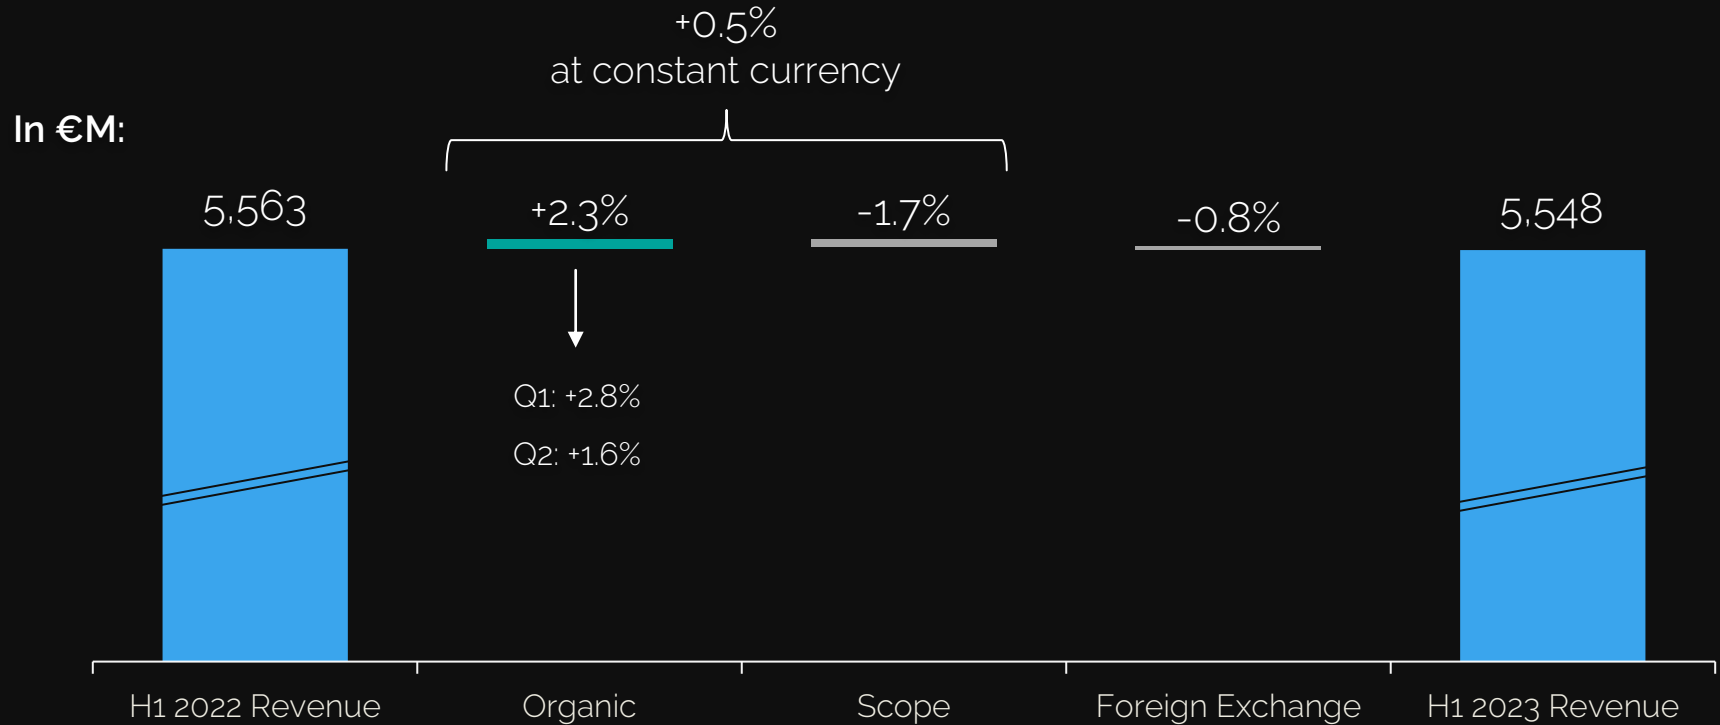 +0.5%
at constant currency
In €M:
5,563
+2.3%
-1.7%
-0.8%
5,548
Q1: +2.8%
Q2: +1.6%
H1 2022 Revenue
Organic
Scope
Foreign Exchange
H1 2023 Revenue